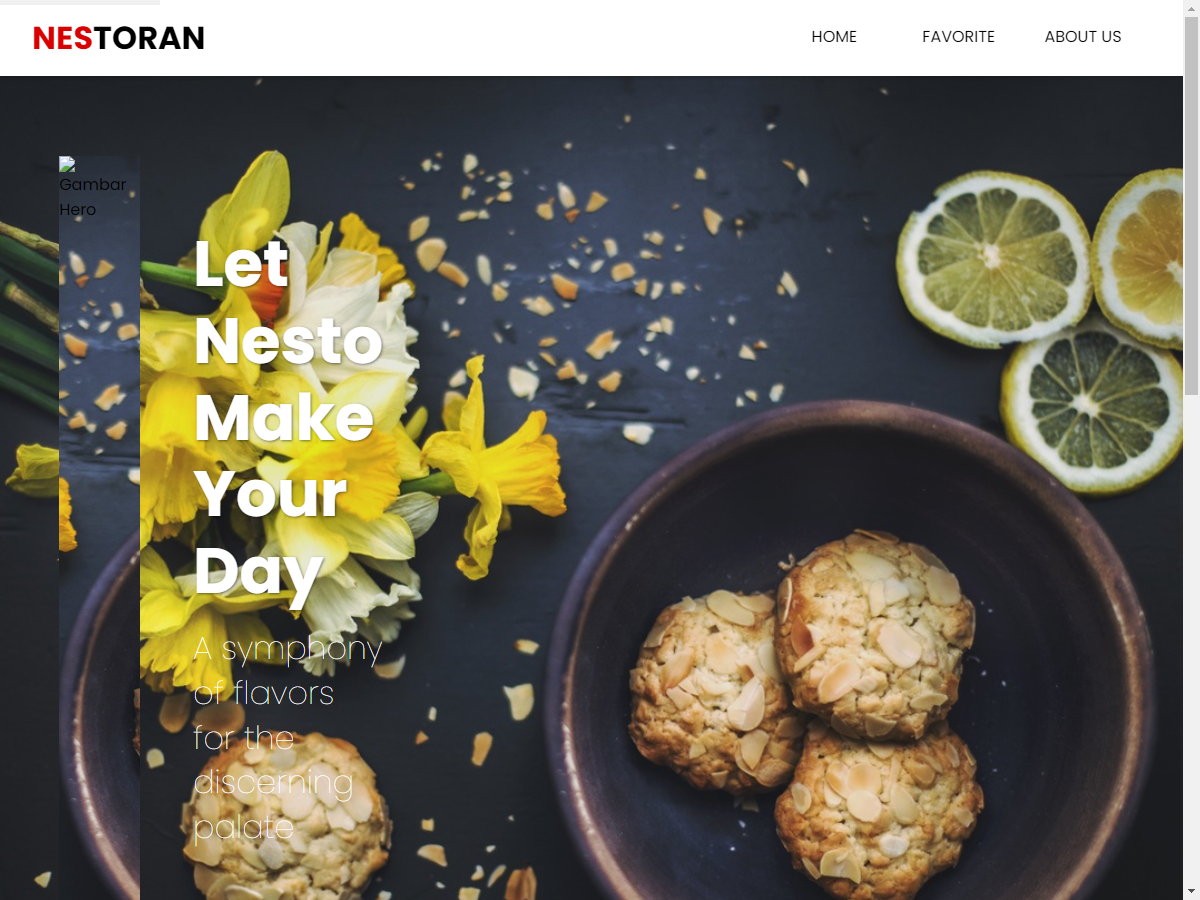 NESTORAN
HOME
FAVORITE
ABOUT US
Gambar
Hero
Let
Nesto
Make
Your
Day
A symphony
of flavors
for the
discerning
palate